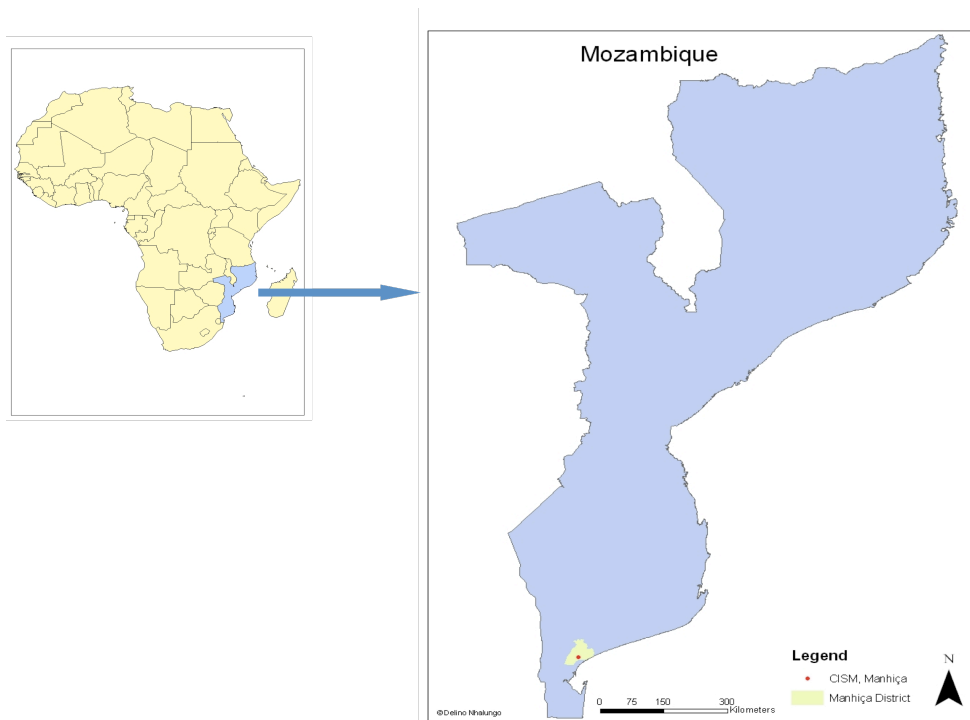 Mozambique
Legend
CISM, Manhiça
Manhiça District
N
0 75 150 300
Kilometers
©Delino Nhalungo